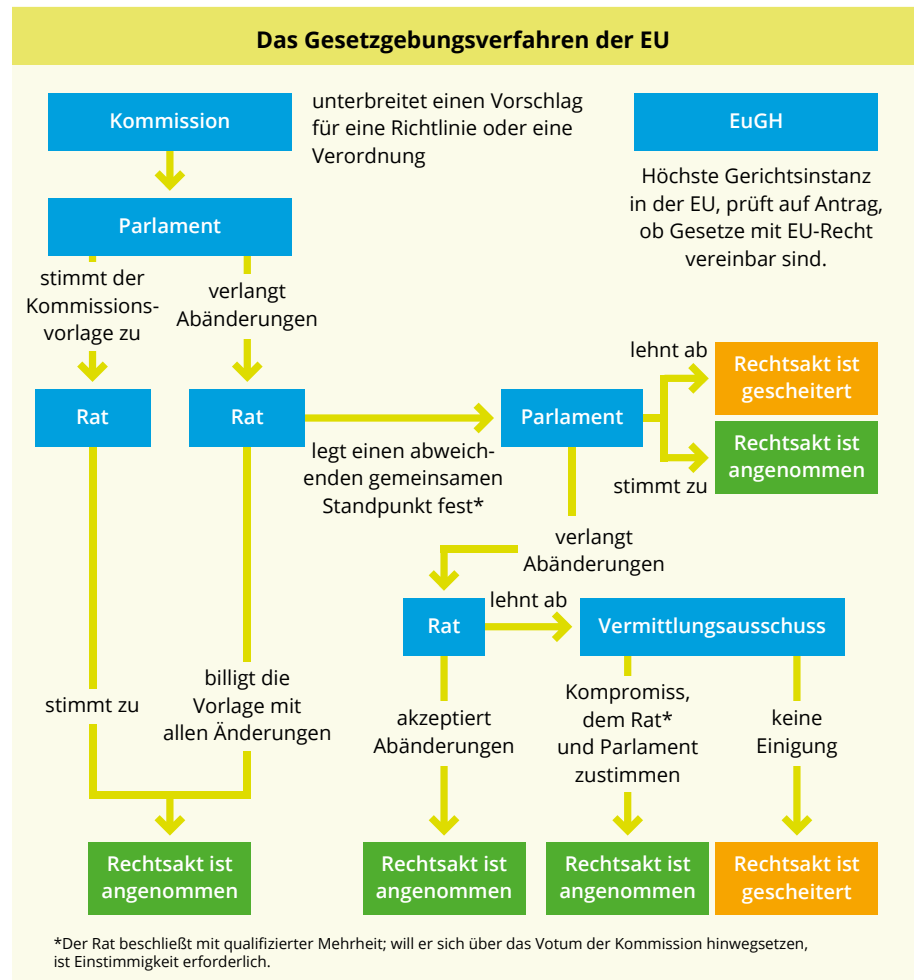 Das Gesetzgebungsverfahren der EU
Kommission
unterbreitet einen Vorschlag
für eine Richtlinie oder eine
Verordnung
EuGH
Höchste Gerichtsinstanz
in der EU, prüft auf Antrag,
ob Gesetze mit EU-Recht
vereinbar sind.
Parlament
stimmt der
Kommissions-
vorlage zu
verlangt
Abänderungen
Rat
Rat
legt einen abweich-
enden gemeinsamen
Standpunkt fest*
Parlament
lehnt ab
Rechtsakt ist
gescheitert
stimmt zu
Rechtsakt ist
angenommen
verlangt
Abänderungen
Rat
lehnt ab
Vermittlungsausschuss
stimmt zu
billigt die
Vorlage mit
allen Änderungen
akzeptiert
Abänderungen
Kompromiss,
dem Rat*
und Parlament
zustimmen
keine
Einigung
Rechtsakt ist
angenommen
Rechtsakt ist
angenommen
Rechtsakt ist
angenommen
Rechtsakt ist
gescheitert
*Der Rat beschließt mit qualifizierter Mehrheit; will er sich über das Votum der Kommission hinwegsetzen,
ist Einstimmigkeit erforderlich.